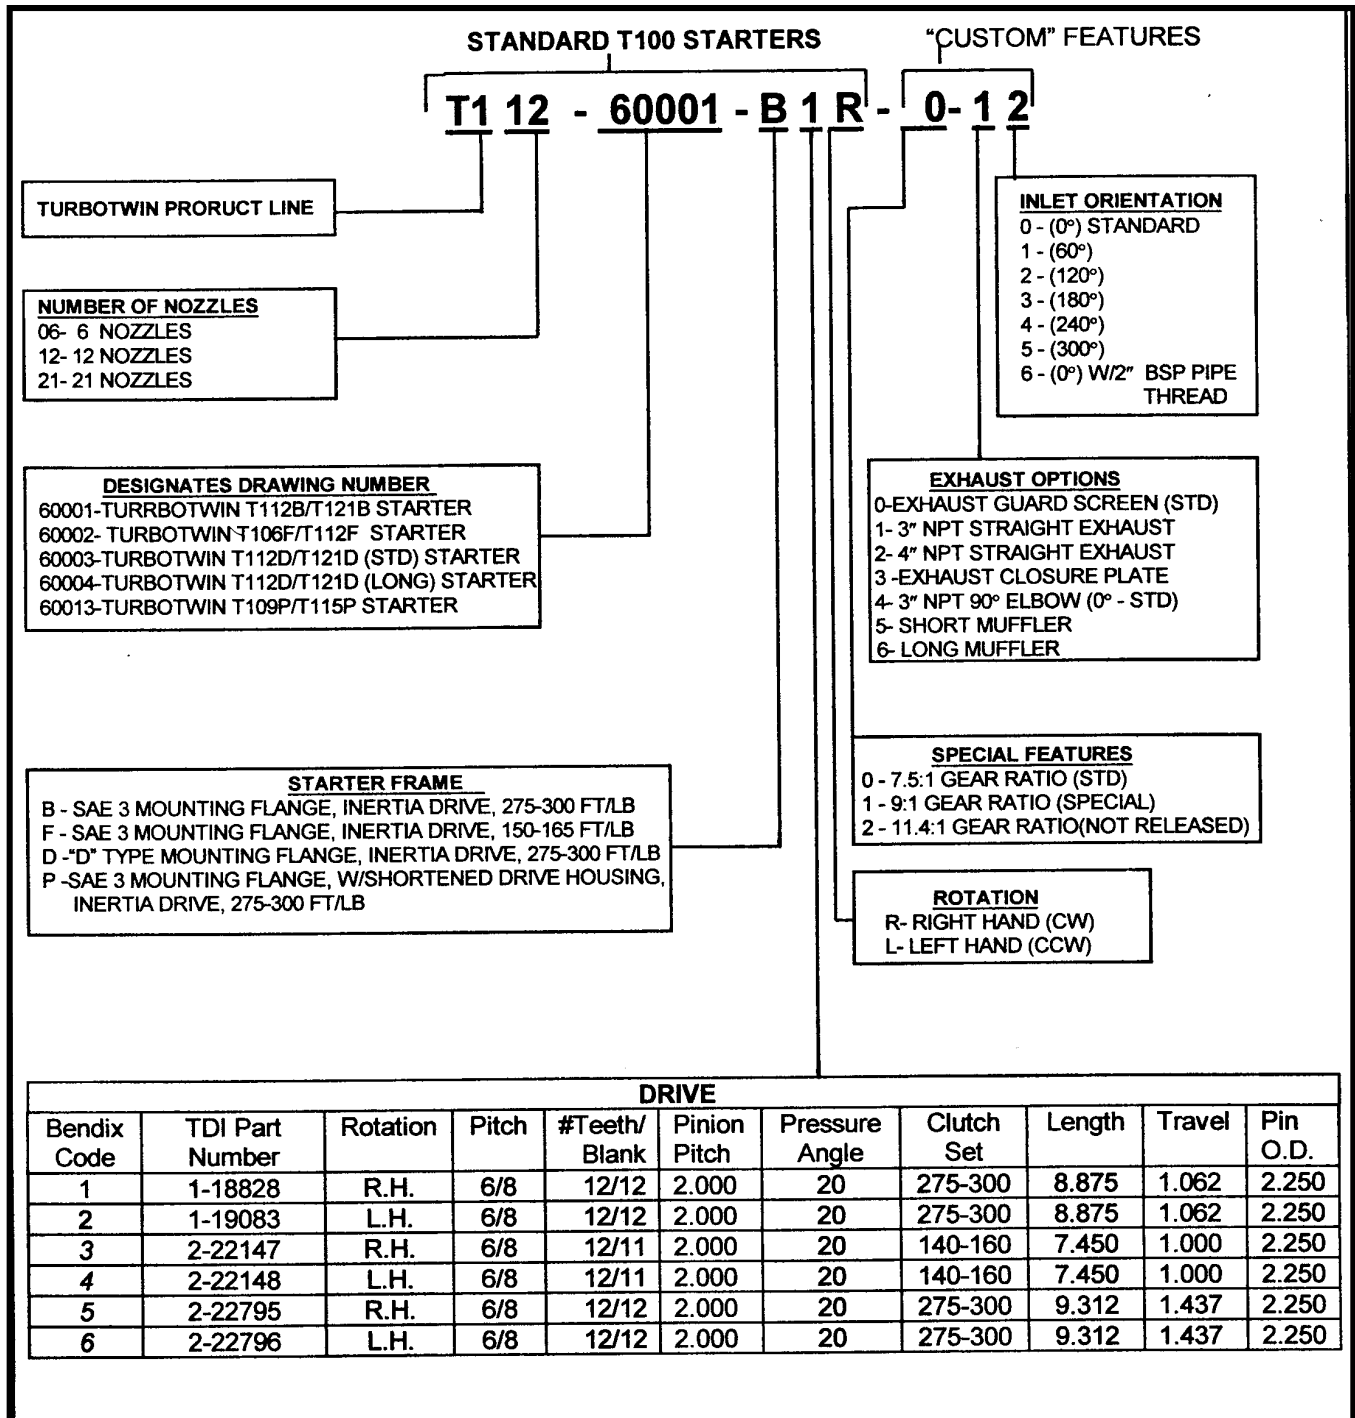 STANDARD T100 STARTERS
"CUSTOM" FEATURES
T1 12 - 60001 - B 1 R - 0- 1 2
TURBOTWIN PRORUCT LINE
NUMBER OF NOZZLES
06- 6 NOZZLES
12- 12 NOZZLES
21- 21 NOZZLES
DESIGNATES DRAWING NUMBER
60001-TURRBOTWIN T112B/T121B STARTER
60002- TURBOTWIN T106F/T112F STARTER
60003-TURBOTWIN T112D/T121D (STD) STARTER
60004-TURBOTWIN T112D/T121D (LONG) STARTER
60013-TURBOTWIN T109P/T115P STARTER
STARTER FRAME
B - SAE 3 MOUNTING FLANGE, INERTIA DRIVE, 275-300 FT/LB
F - SAE 3 MOUNTING FLANGE, INERTIA DRIVE, 150-165 FT/LB
D -"D" TYPE MOUNTING FLANGE, INERTIA DRIVE, 275-300 FT/LB
P -SAE 3 MOUNTING FLANGE, W/SHORTENED DRIVE HOUSING,
INERTIA DRIVE, 275-300 FT/LB
INLET ORIENTATION
0 - (0°) STANDARD
1 - (60°)
2 - (120°)
3 - (180°)
4 - (240°)
5 - (300°)
6 - (0°) W/2" BSP PIPE
THREAD
EXHAUST OPTIONS
0-EXHAUST GUARD SCREEN (STD)
1- 3" NPT STRAIGHT EXHAUST
2- 4" NPT STRAIGHT EXHAUST
3 -EXHAUST CLOSURE PLATE
4- 3" NPT 90° ELBOW (0° - STD)
5- SHORT MUFFLER
6- LONG MUFFLER
SPECIAL FEATURES
0 - 7.5:1 GEAR RATIO (STD)
1 - 9:1 GEAR RATIO (SPECIAL)
2 - 11.4:1 GEAR RATIO(NOT RELEASED)
ROTATION
R- RIGHT HAND (CW)
L- LEFT HAND (CCW)
DRIVE
Bendix TDI Part Rotation Pitch #Teeth/ Pinion Pressure Clutch Length Travel Pin
Code Number Blank Pitch Angle Set O.D.
1 1-18828 R.H. 6/8 12/12 2.000 20 275-300 8.875 1.062 2.250
2 1-19083 L.H. 6/8 12/12 2.000 20 275-300 8.875 1.062 2.250
3 2-22147 R.H. 6/8 12/11 2.000 20 140-160 7.450 1.000 2.250
4 2-22148 L.H. 6/8 12/11 2.000 20 140-160 7.450 1.000 2.250
5 2-22795 R.H. 6/8 12/12 2.000 20 275-300 9.312 1.437 2.250
6 2-22796 L.H. 6/8 12/12 2.000 20 275-300 9.312 1.437 2.250